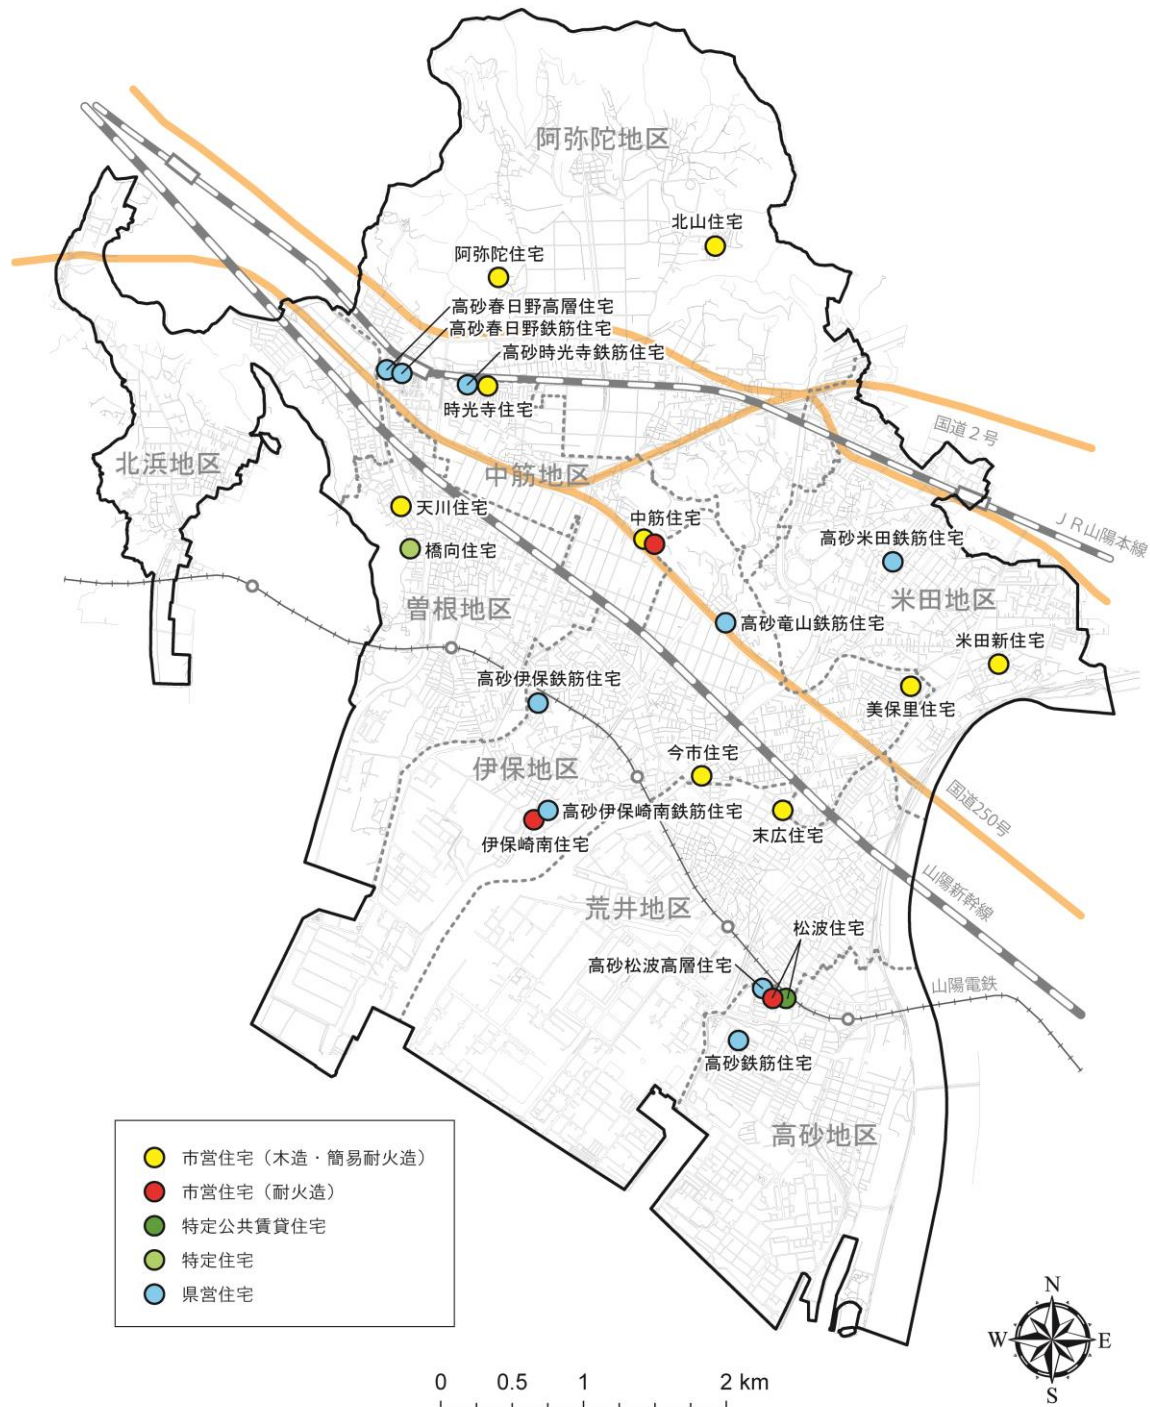 阿弥陀地区
北山住宅
阿弥陀住宅
高砂春日野高層住宅
高砂春日野鉄筋住宅
高砂時光寺鉄筋住宅
時光寺住宅
国道2号
北浜地区
中筋地区
天川住宅
中筋住宅
JR山陽本線
高砂米田鉄筋住宅
橋向住宅
曽根地区
米田地区
高砂竜山鉄筋住宅
米田新住宅
高砂伊保鉄筋住宅
美保里住宅
今市住宅
伊保地区
国道250号
高砂伊保崎南鉄筋住宅
伊保崎南住宅
末広住宅
山陽新幹線
荒井地区
松波住宅
高砂松波高層住宅
山陽電鉄
高砂鉄筋住宅
高砂地区
市営住宅（木造・簡易耐火造）
市営住宅（耐火造）
特定公共賃貸住宅
特定住宅
県営住宅
N
W E
S
0 0.5 1 2 km